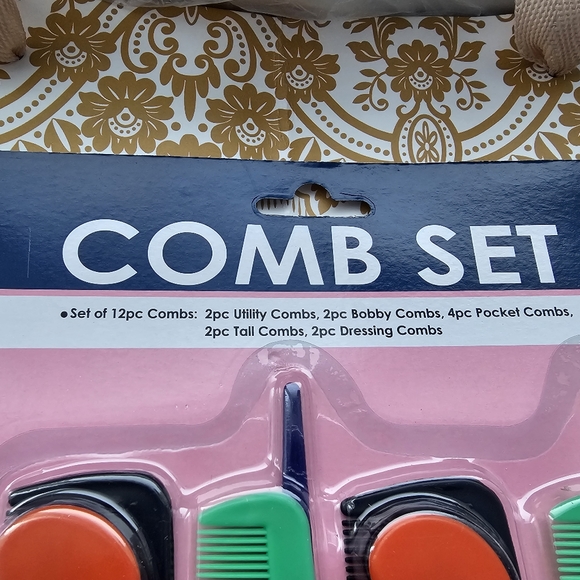 COMB SET
• Set of 12pc Combs: 2pc Utility Combs, 2pc Bobby Combs, 4pc Pocket Combs,
2pc Tall Combs, 2pc Dressing Combs